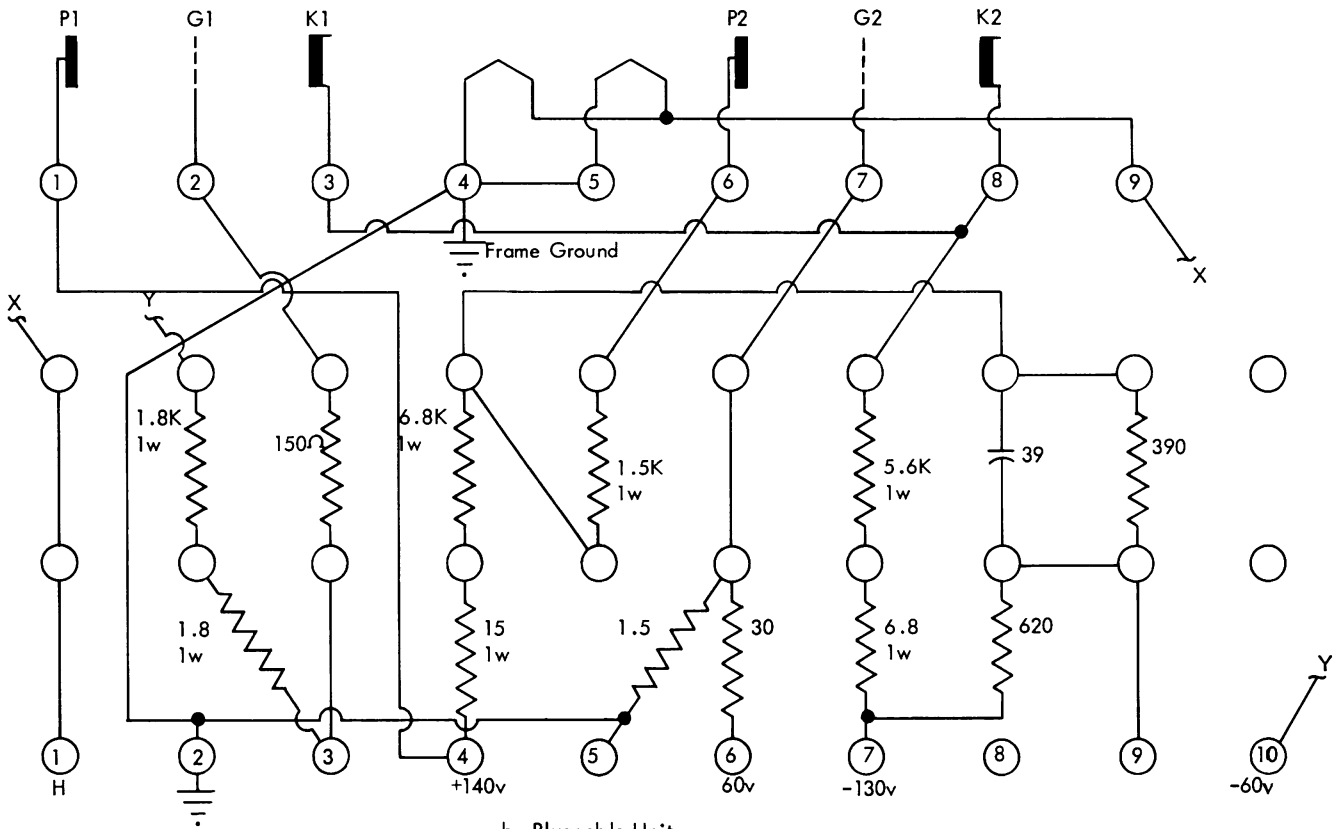 P1 G1 K1 P2 G2 K2
1 2 3 4 5 6 7 8 9
Frame Ground
X
Y
X
1.8K
1w
150
6.8K
1w
1.5K
1w
5.6K
1w
39
390
1.8
1w
15
1w
1.5
30
6.8
1w
620
Y
1 2 3 4 5 6 7 8 9 10
H +140v 60v -130v -60v